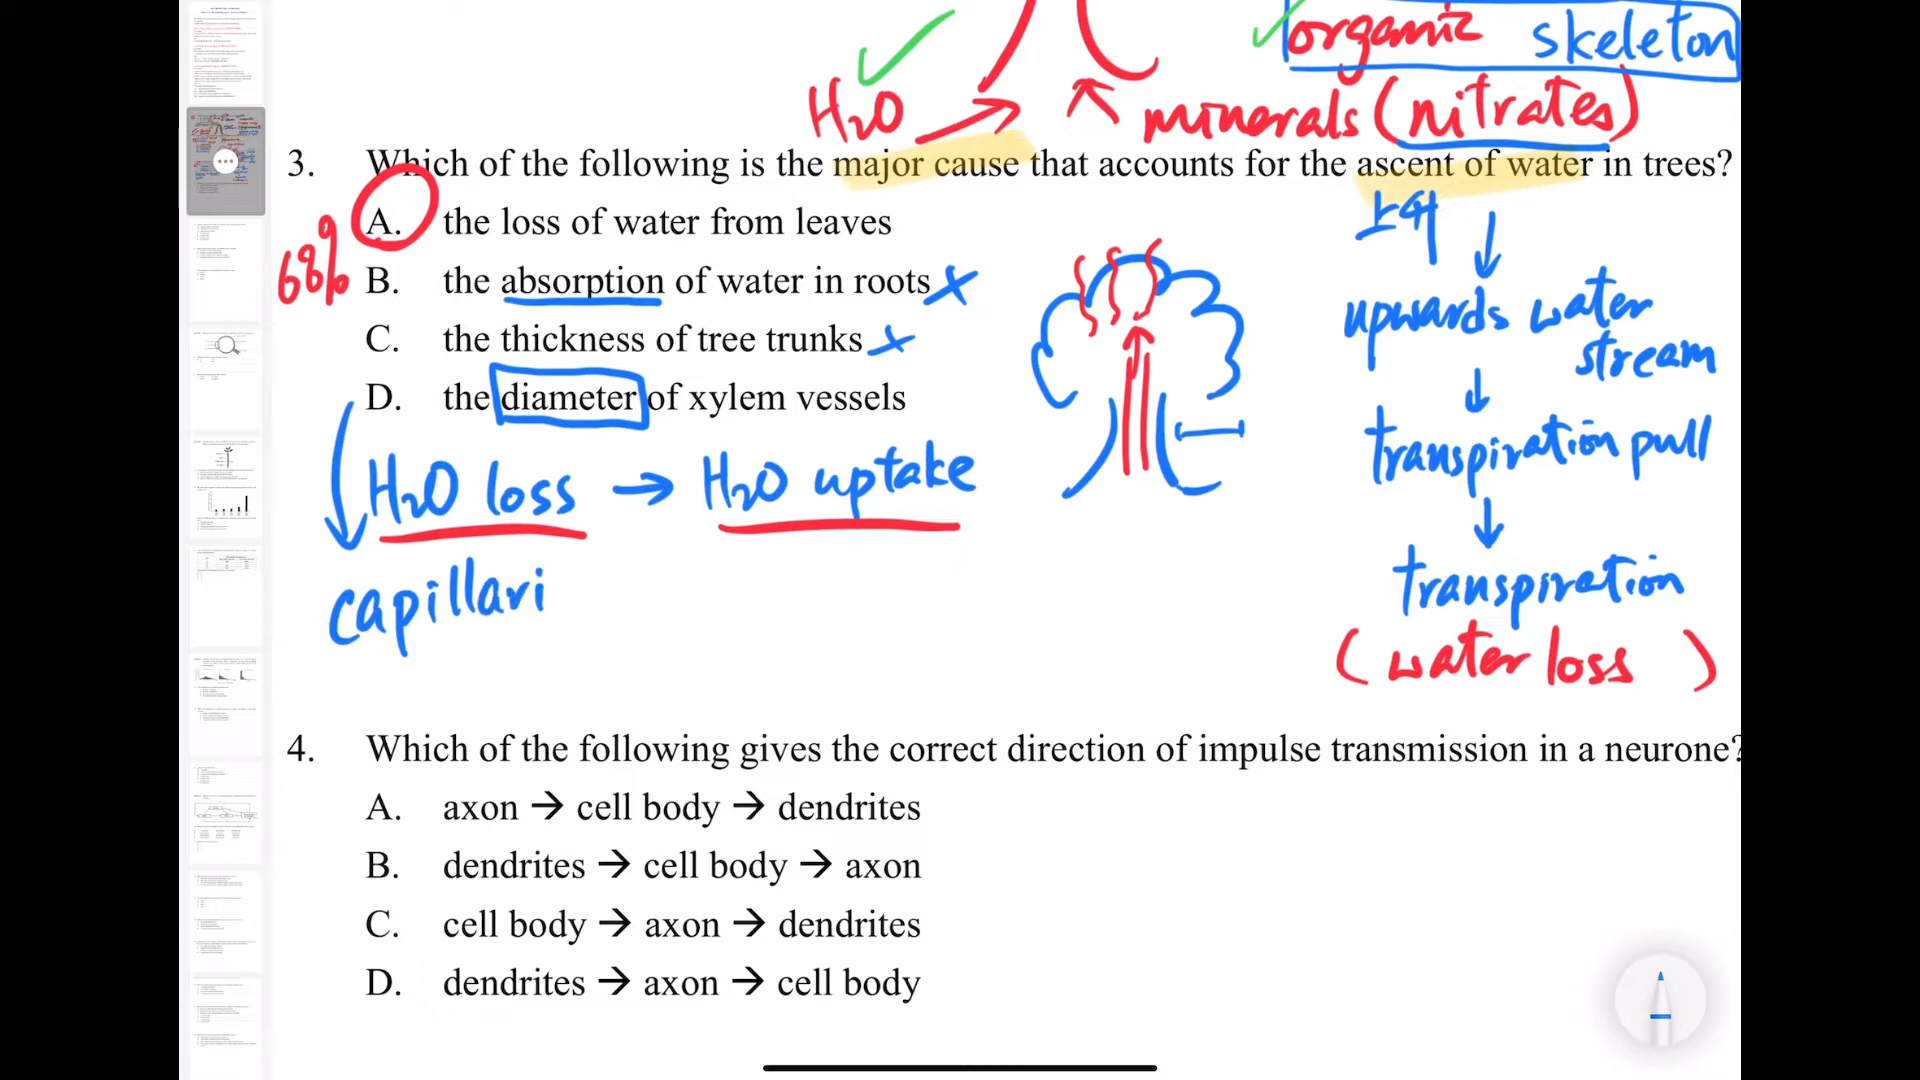 organic skeleton
H₂O
minerals (nitrates)
3. Which of the following is the major cause that accounts for the ascent of water in trees?
A. the loss of water from leaves
68%
B. the absorption of water in roots
C. the thickness of tree trunks
D. the diameter of xylem vessels
上升
upwards water
stream
transpiration pull
H₂O loss → H₂O uptake
transpiration
capillari
(water loss)
4. Which of the following gives the correct direction of impulse transmission in a neurone?
A. axon → cell body → dendrites
B. dendrites → cell body → axon
C. cell body → axon → dendrites
D. dendrites → axon → cell body